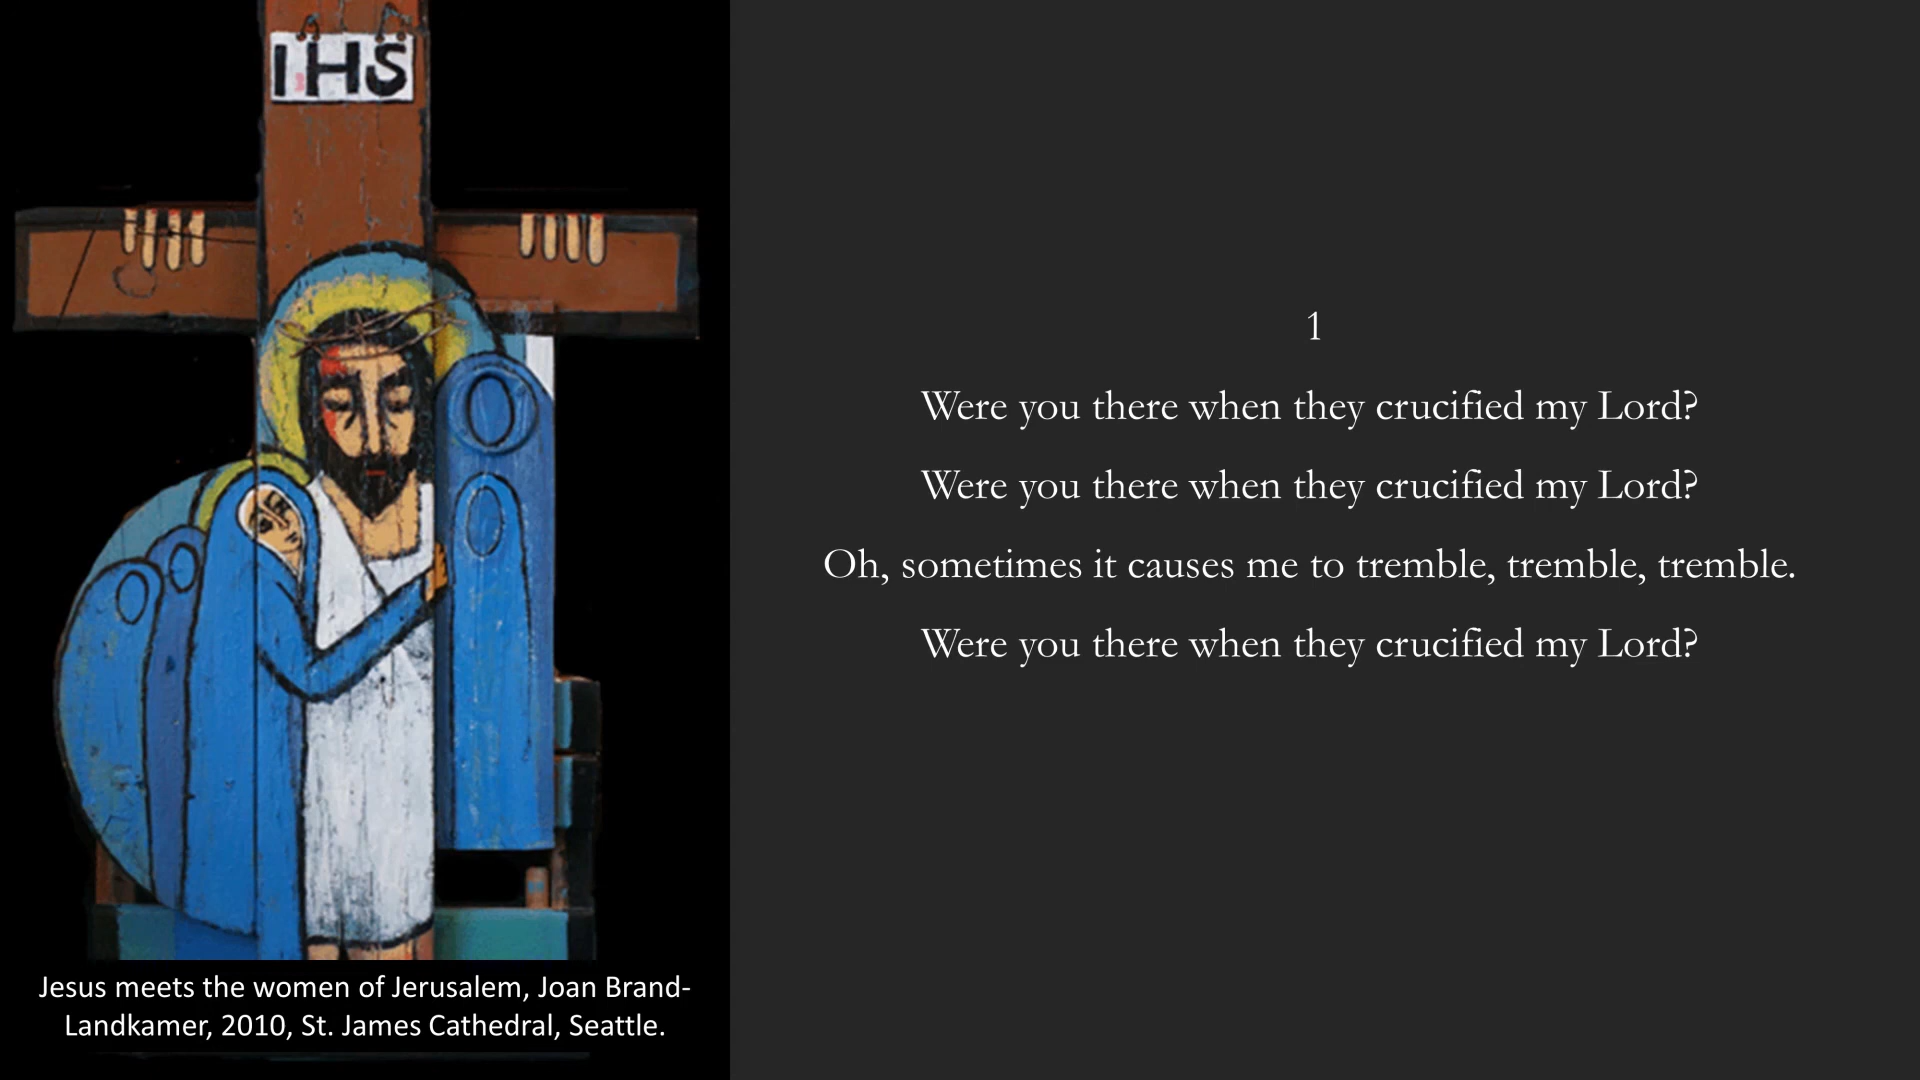 IHS
Jesus meets the women of Jerusalem, Joan Brand-
Landkamer, 2010, St. James Cathedral, Seattle.
1
Were you there when they crucified my Lord?
Were you there when they crucified my Lord?
Oh, sometimes it causes me to tremble, tremble, tremble.
Were you there when they crucified my Lord?